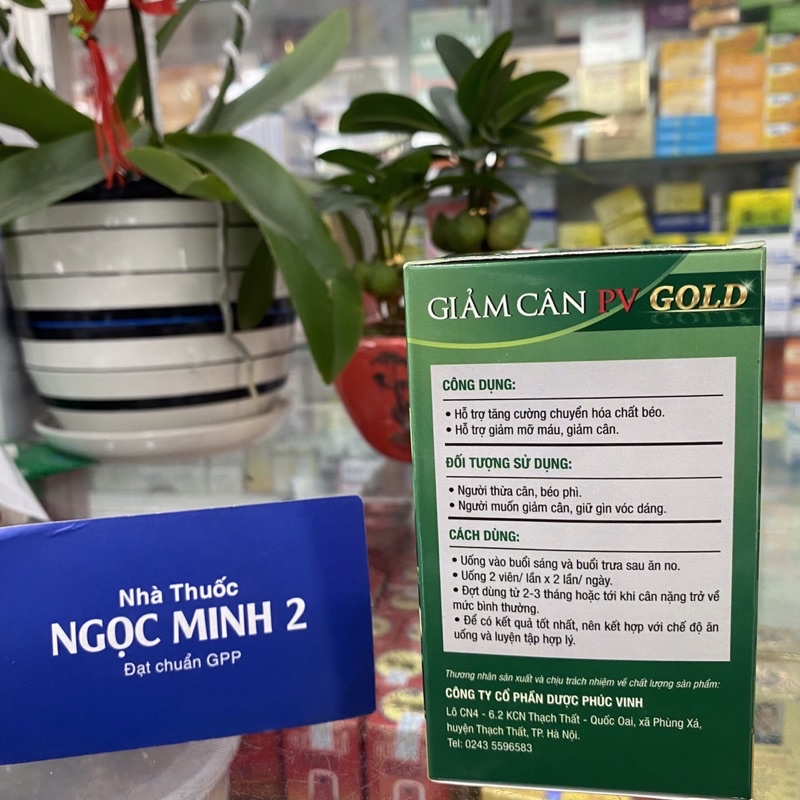 GIẢM CÂN PV GOLD
CÔNG DỤNG:
• Hỗ trợ tăng cường chuyển hóa chất béo.
• Hỗ trợ giảm mỡ máu, giảm cân.
ĐỐI TƯỢNG SỬ DỤNG:
• Người thừa cân, béo phì.
• Người muốn giảm cân, giữ gìn vóc dáng.
CÁCH DÙNG:
• Uống vào buổi sáng và buổi trưa sau ăn no.
• Uống 2 viên/ lần x 2 lần/ ngày.
• Đợt dùng từ 2-3 tháng hoặc tới khi cân nặng trở về
mức bình thường.
• Để có kết quả tốt nhất, nên kết hợp với chế độ ăn
uống và luyện tập hợp lý.
Thương nhân sản xuất và chịu trách nhiệm về chất lượng sản phẩm:
CÔNG TY CỔ PHẦN DƯỢC PHÚC VINH
Lô CN4 - 6.2 KCN Thạch Thất - Quốc Oai, xã Phùng Xá,
huyện Thạch Thất, TP. Hà Nội.
Tel: 0243 5596583
Nhà Thuốc
NGỌC MINH 2
Đạt chuẩn GPP